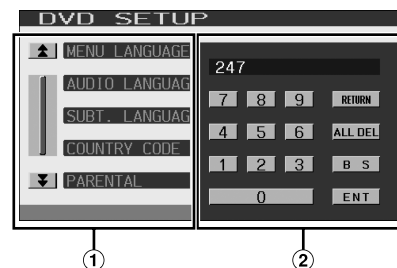 DVD SETUP
MENU LANGUAGE
AUDIO LANGUAG
SUBT. LANGUAG
COUNTRY CODE
PARENTAL
247
7 8 9 RETURN
4 5 6 ALL DEL
1 2 3 B S
0 ENT
1 2